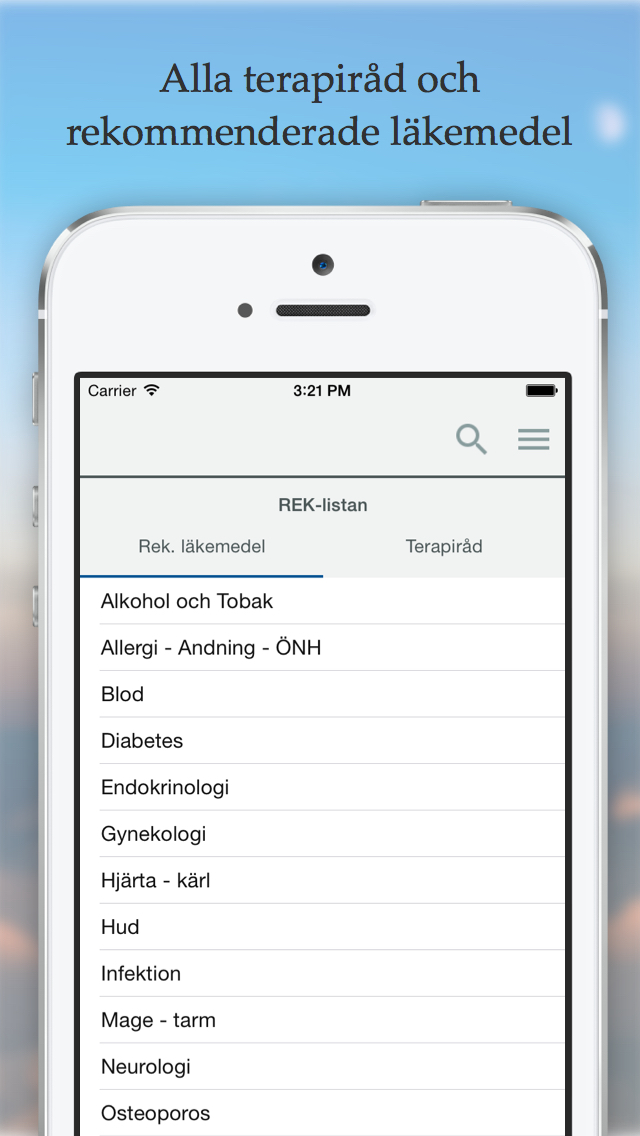 Alla terapiråd och
rekommenderade läkemedel
Carrier 3:21 PM
REK-listan
Rek. läkemedel Terapiråd
Alkohol och Tobak
Allergi - Andning - ÖNH
Blod
Diabetes
Endokrinologi
Gynekologi
Hjärta - kärl
Hud
Infektion
Mage - tarm
Neurologi
Osteoporos